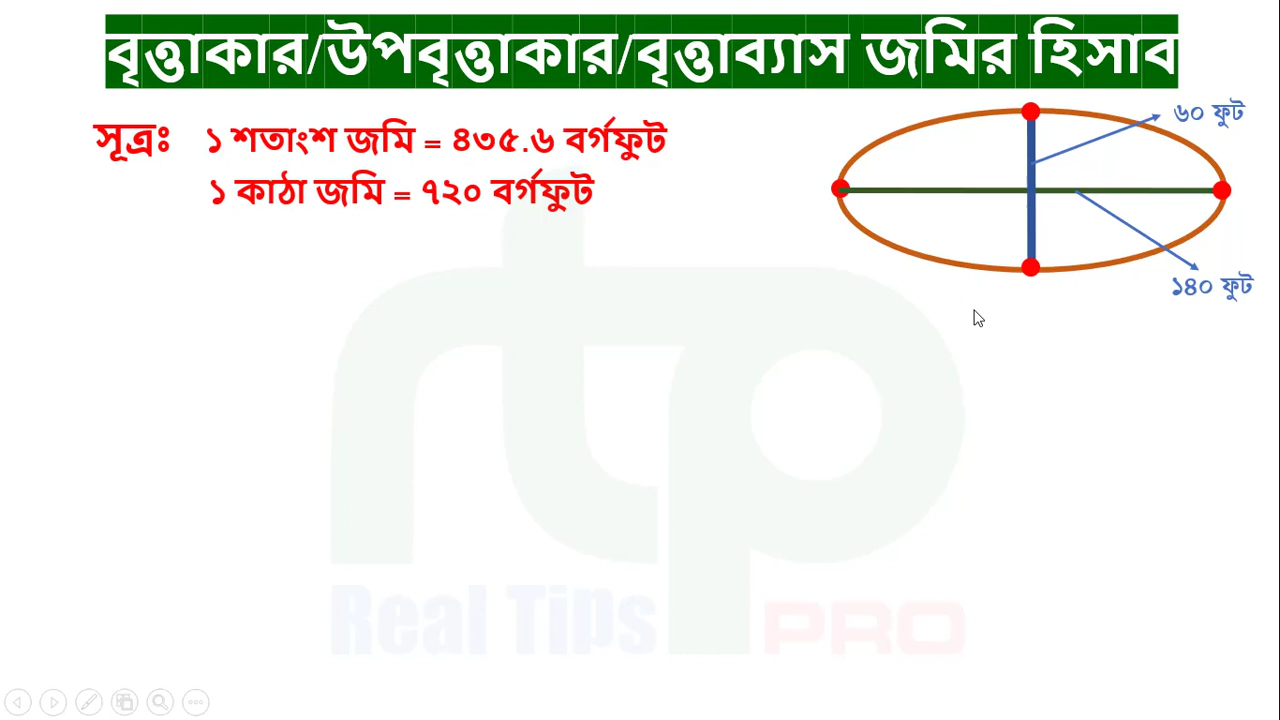 বৃত্তাকার/উপবৃত্তাকার/বৃত্তাব্যাস জমির হিসাব
সূত্রঃ ১ শতাংশ জমি = ৪৩৫.৬ বর্গফুট
১ কাঠা জমি = ৭২০ বর্গফুট
৬০ ফুট
১৪০ ফুট
rtp
Real Tips PRO